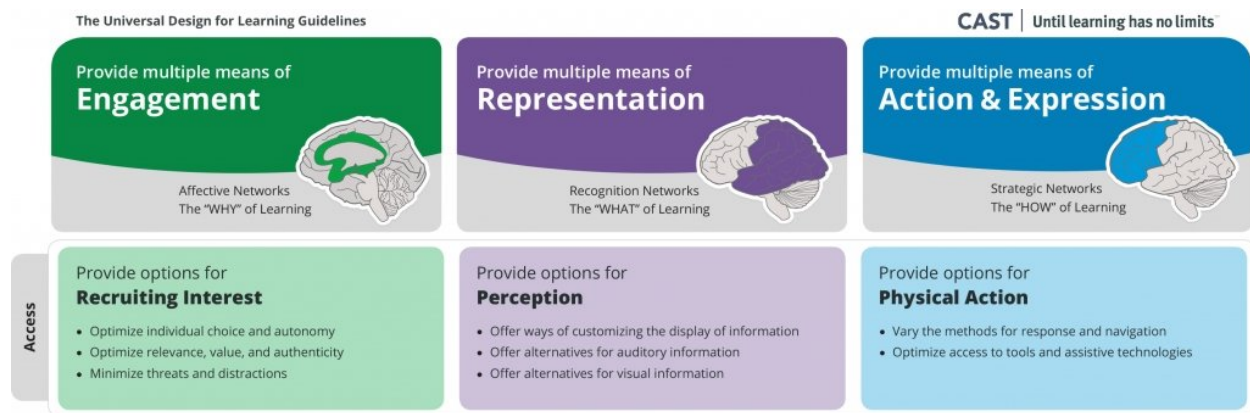 The Universal Design for Learning Guidelines
CAST | Until learning has no limits
Provide multiple means of
Engagement
Affective Networks
The “WHY” of Learning
Provide multiple means of
Representation
Recognition Networks
The “WHAT” of Learning
Provide multiple means of
Action & Expression
Strategic Networks
The “HOW” of Learning
Access
Provide options for
Recruiting Interest
• Optimize individual choice and autonomy
• Optimize relevance, value, and authenticity
• Minimize threats and distractions
Provide options for
Perception
• Offer ways of customizing the display of information
• Offer alternatives for auditory information
• Offer alternatives for visual information
Provide options for
Physical Action
• Vary the methods for response and navigation
• Optimize access to tools and assistive technologies